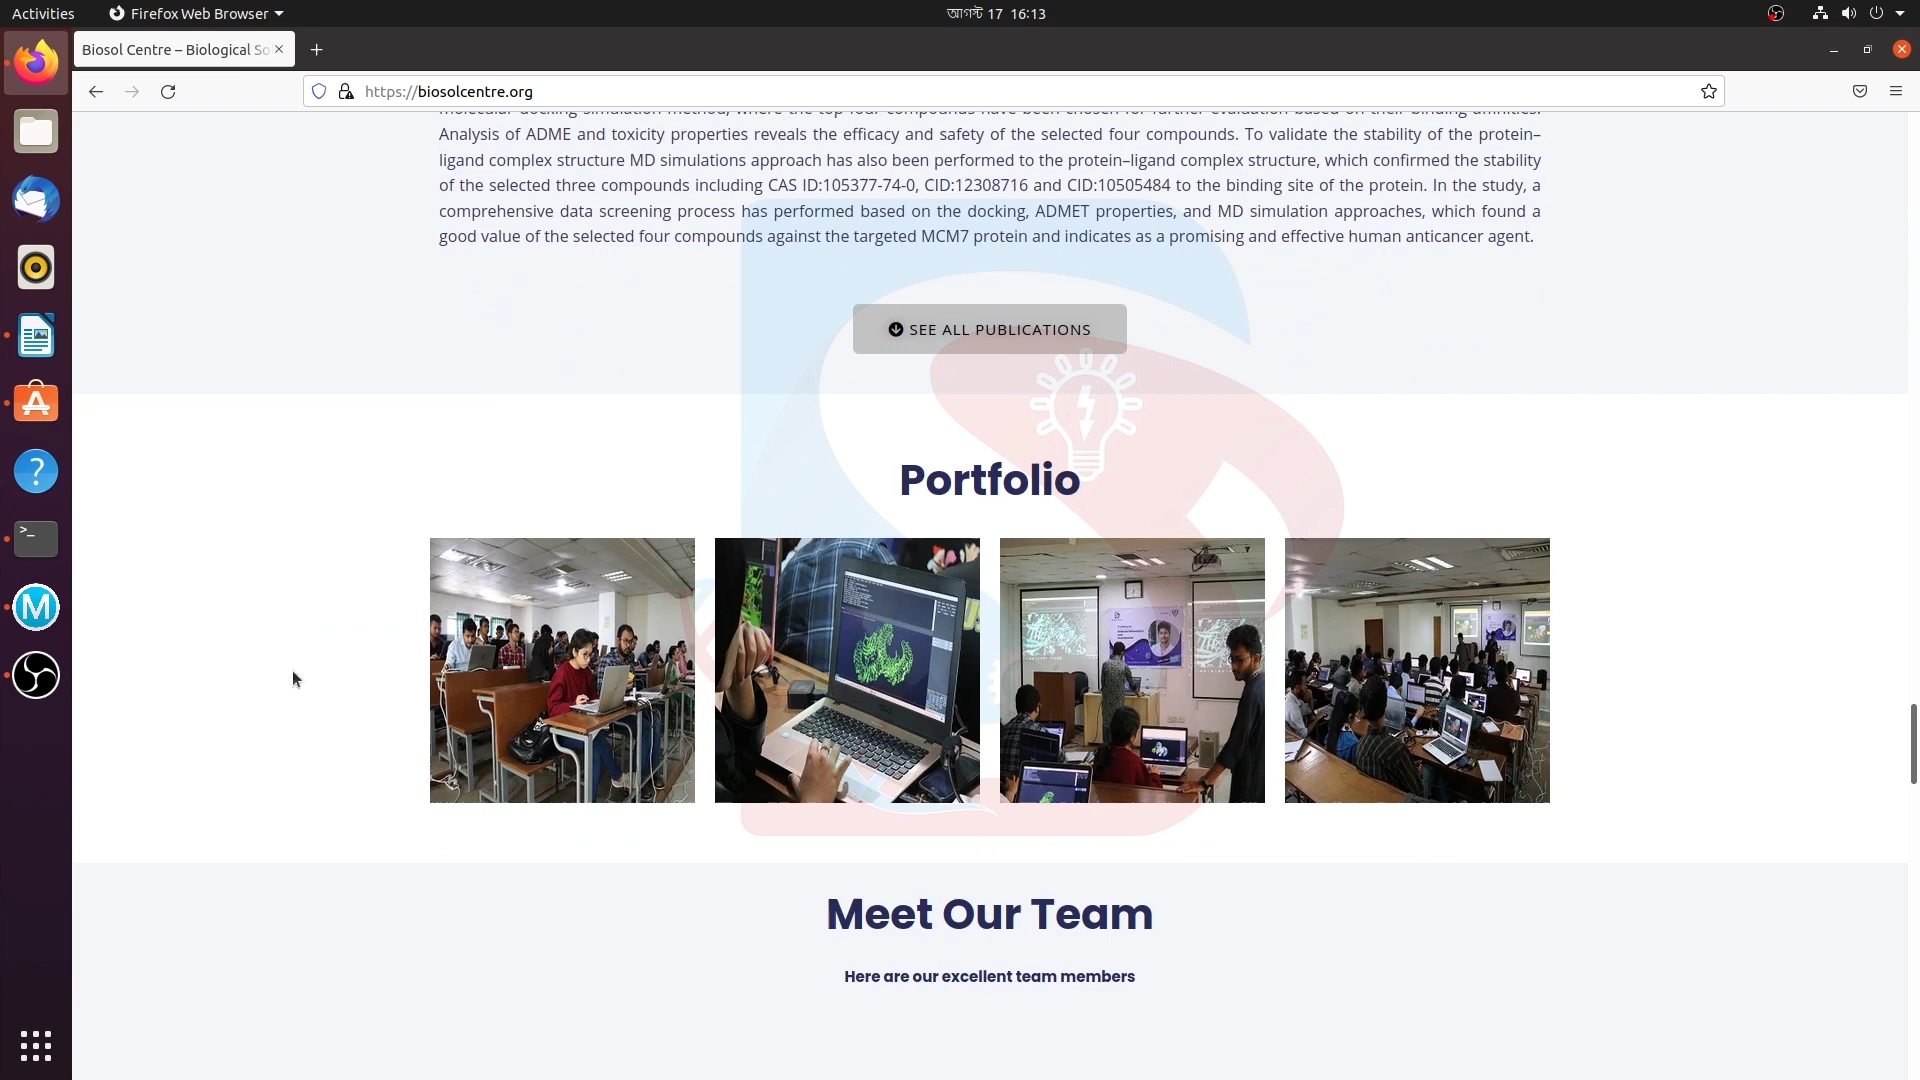 Activities
Firefox Web Browser
আগস্ট 17 16:13
Biosol Centre – Biological So
https://biosolcentre.org
Analysis of ADME and toxicity properties reveals the efficacy and safety of the selected four compounds. To validate the stability of the protein–
ligand complex structure MD simulations approach has also been performed to the protein–ligand complex structure, which confirmed the stability
of the selected three compounds including CAS ID:105377-74-0, CID:12308716 and CID:10505484 to the binding site of the protein. In the study, a
comprehensive data screening process has performed based on the docking, ADMET properties, and MD simulation approaches, which found a
good value of the selected four compounds against the targeted MCM7 protein and indicates as a promising and effective human anticancer agent.
SEE ALL PUBLICATIONS
Portfolio
Meet Our Team
Here are our excellent team members